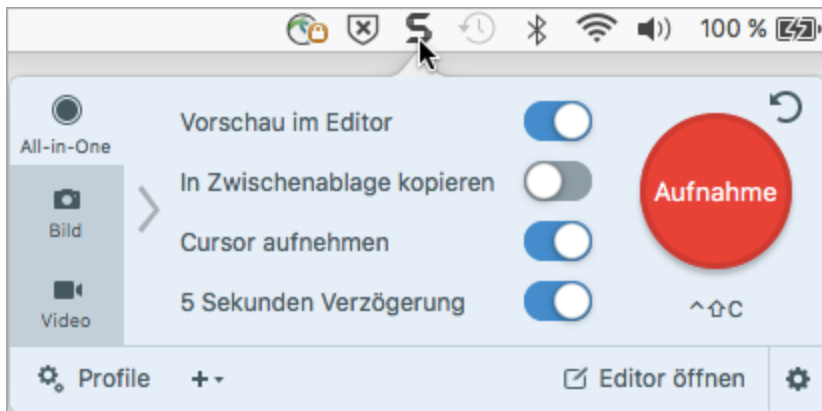 100 %
All-in-One
Bild
Video
Vorschau im Editor
In Zwischenablage kopieren
Cursor aufnehmen
5 Sekunden Verzögerung
Aufnahme
^⇧C
Profile
Editor öffnen